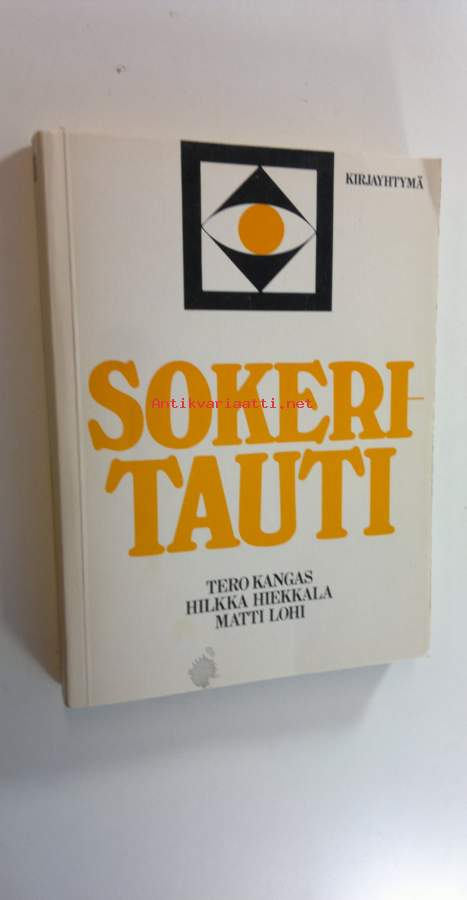 KIRJAYHTYMÄ
SOKERI-
Antikvariaatti.net
TAUTI
TERO KANGAS
HILKKA HIEKKALA
MATTI LOHI